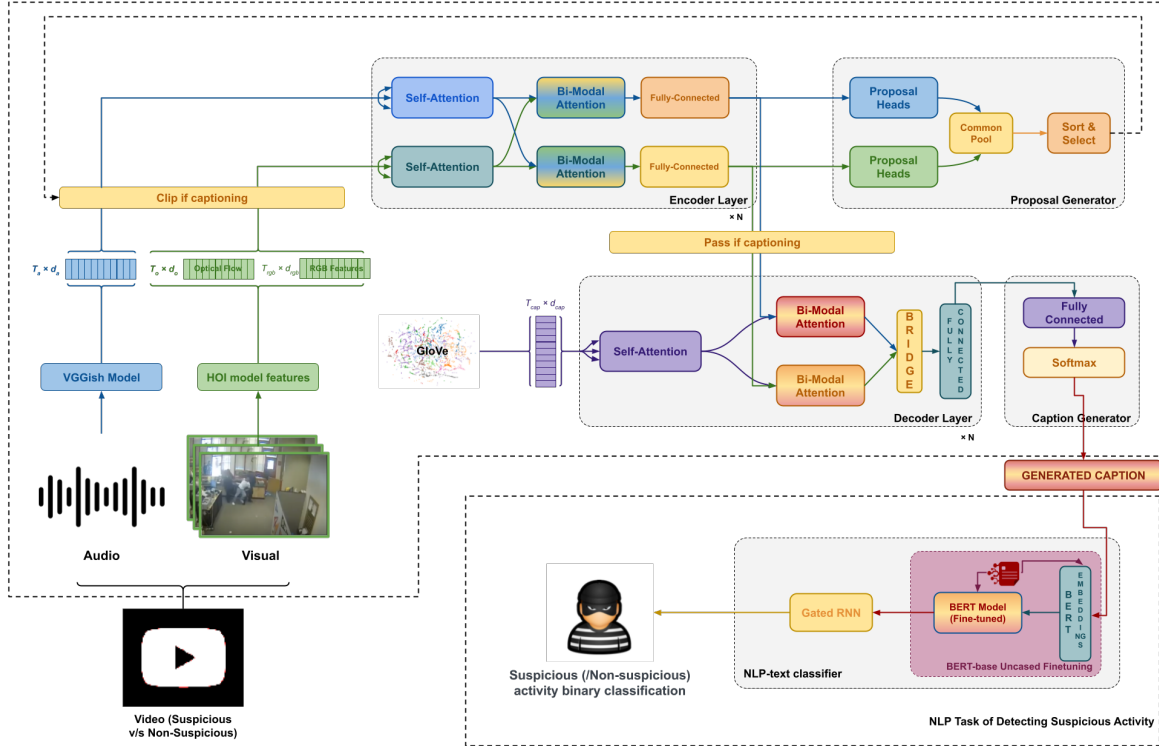 Self-Attention
Bi-Modal
Attention
Fully-Connected
Proposal
Heads
Common
Pool
Sort &
Select
Self-Attention
Bi-Modal
Attention
Fully-Connected
Proposal
Heads
Encoder Layer
× N
Proposal Generator
Clip if captioning
Pass if captioning
Tₐ × dₐ
Tₒ × dₒ
Optical Flow
T_rgb × d_rgb
RGB Features
T_cap × d_cap
GloVe
Self-Attention
Bi-Modal
Attention
Bi-Modal
Attention
BRIDGE
FULLY
CONNECTED
Decoder Layer
× N
Fully
Connected
Softmax
Caption Generator
VGGish Model
HOI model features
GENERATED CAPTION
Audio
Visual
Video (Suspicious
v/s Non-Suspicious)
BERT
EMBEDDINGS
BERT Model
(Fine-tuned)
Gated RNN
BERT-base Uncased Finetuning
NLP-text classifier
Suspicious (/Non-suspicious)
activity binary classification
NLP Task of Detecting Suspicious Activity